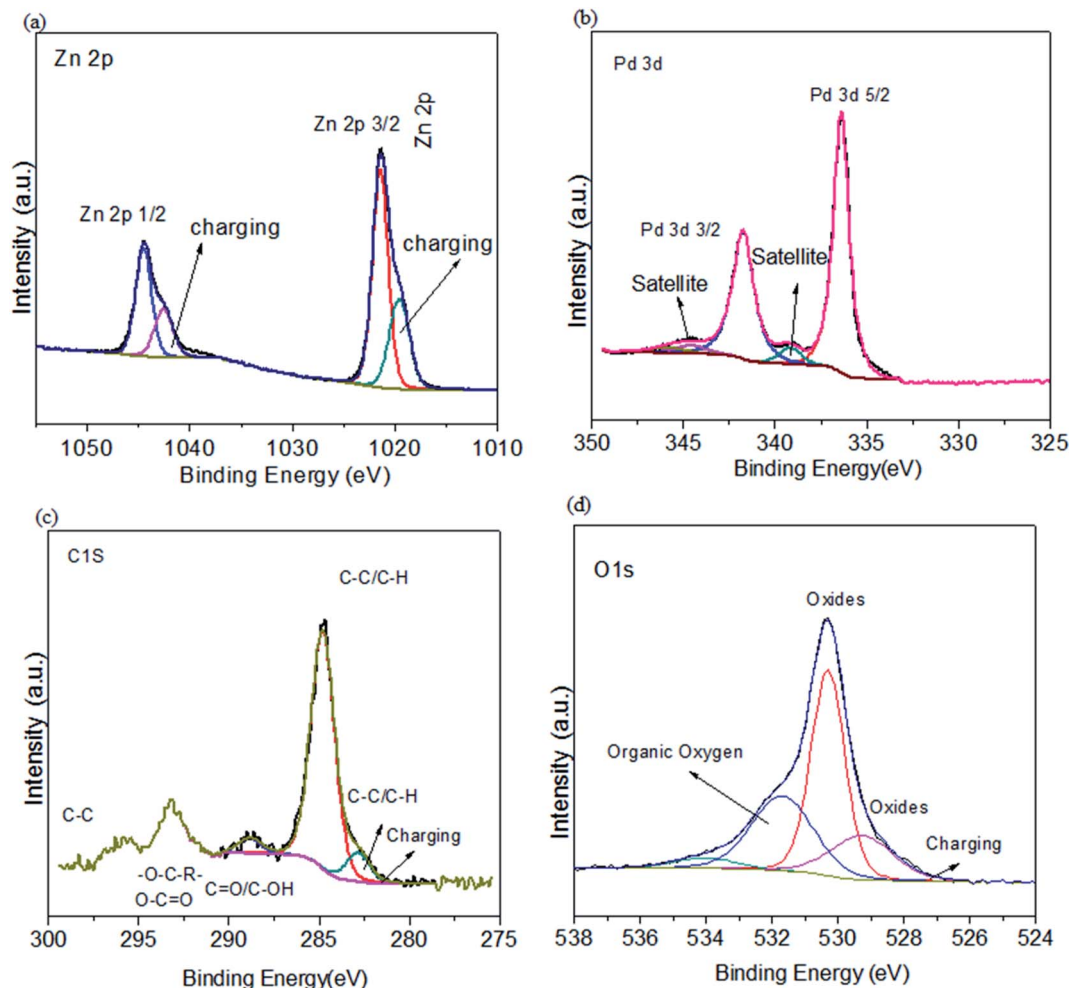 (a)
Zn 2p
Zn 2p 3/2
Zn 2p
Zn 2p 1/2
charging
charging
Intensity (a.u.)
1050 1040 1030 1020 1010
Binding Energy (eV)
(b)
Pd 3d
Pd 3d 5/2
Pd 3d 3/2
Satellite
Satellite
Intensity (a.u.)
350 345 340 335 330 325
Binding Energy(eV)
(c)
C1S
C-C/C-H
C-C/C-H
Charging
C-C
-O-C-R-
O-C=O
C=O/C-OH
Intensity (a.u.)
300 295 290 285 280 275
Binding Energy(eV)
(d)
O1s
Oxides
Organic Oxygen
Oxides
Charging
Intensity (a.u.)
538 536 534 532 530 528 526 524
Binding Energy (eV)